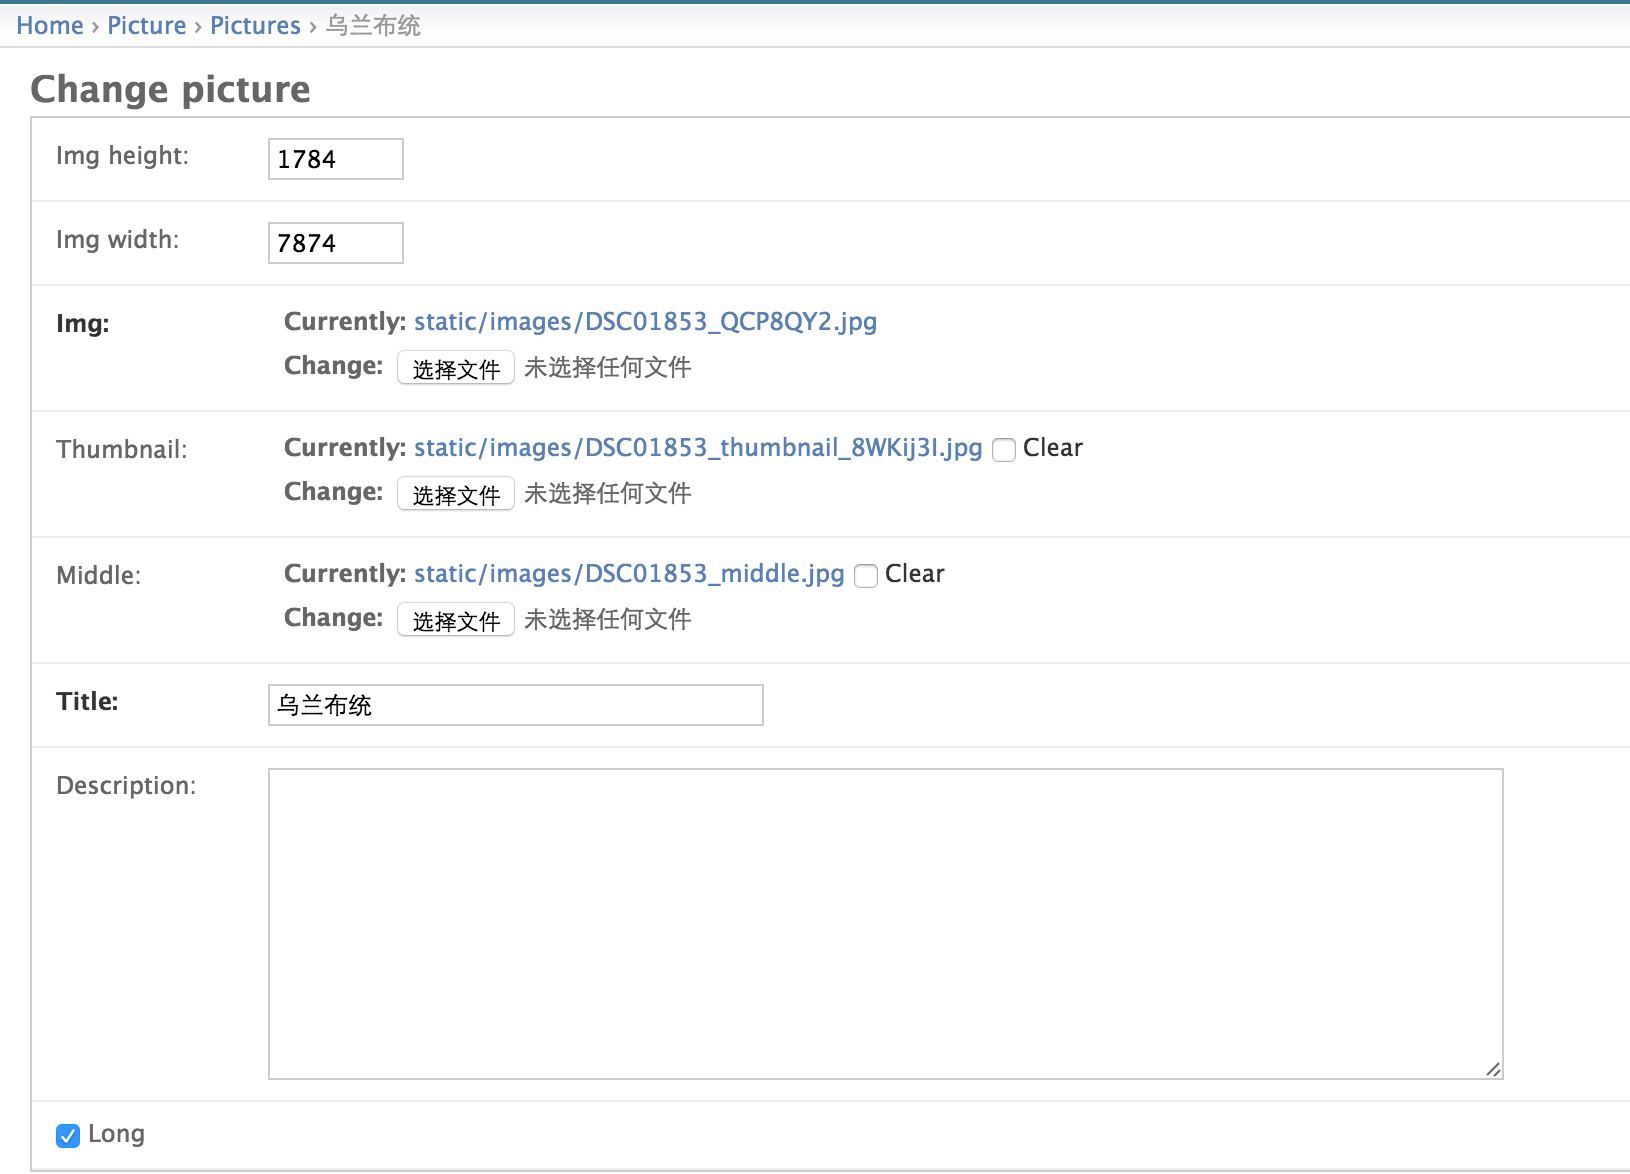 Home › Picture › Pictures › 乌兰布统
Change picture
Img height: 1784
Img width: 7874
Img: Currently: static/images/DSC01853_QCP8QY2.jpg
Change: 选择文件 未选择任何文件
Thumbnail: Currently: static/images/DSC01853_thumbnail_8WKij3I.jpg Clear
Change: 选择文件 未选择任何文件
Middle: Currently: static/images/DSC01853_middle.jpg Clear
Change: 选择文件 未选择任何文件
Title: 乌兰布统
Description:
Long